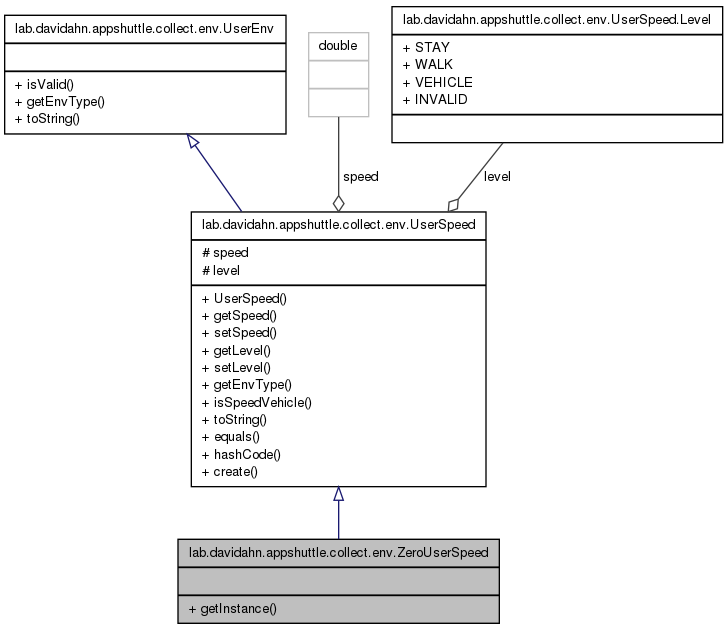 lab.davidahn.appshuttle.collect.env.UserEnv
+ isValid()
+ getEnvType()
+ toString()
double
lab.davidahn.appshuttle.collect.env.UserSpeed.Level
+ STAY
+ WALK
+ VEHICLE
+ INVALID
speed
level
lab.davidahn.appshuttle.collect.env.UserSpeed
# speed
# level
+ UserSpeed()
+ getSpeed()
+ setSpeed()
+ getLevel()
+ setLevel()
+ getEnvType()
+ isSpeedVehicle()
+ toString()
+ equals()
+ hashCode()
+ create()
lab.davidahn.appshuttle.collect.env.ZeroUserSpeed
+ getInstance()